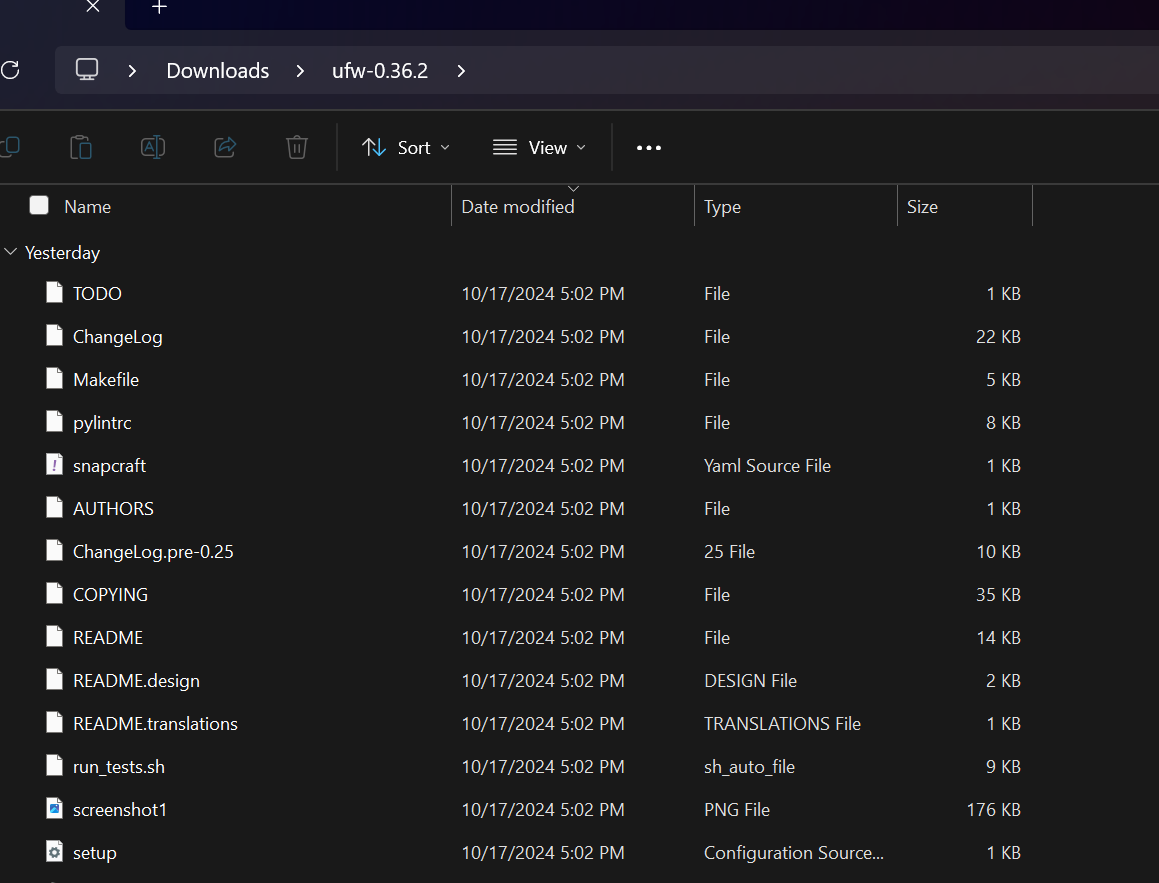 Downloads ufw-0.36.2
Sort View
Name Date modified Type Size
Yesterday
TODO 10/17/2024 5:02 PM File 1 KB
ChangeLog 10/17/2024 5:02 PM File 22 KB
Makefile 10/17/2024 5:02 PM File 5 KB
pylintrc 10/17/2024 5:02 PM File 8 KB
snapcraft 10/17/2024 5:02 PM Yaml Source File 1 KB
AUTHORS 10/17/2024 5:02 PM File 1 KB
ChangeLog.pre-0.25 10/17/2024 5:02 PM 25 File 10 KB
COPYING 10/17/2024 5:02 PM File 35 KB
README 10/17/2024 5:02 PM File 14 KB
README.design 10/17/2024 5:02 PM DESIGN File 2 KB
README.translations 10/17/2024 5:02 PM TRANSLATIONS File 1 KB
run_tests.sh 10/17/2024 5:02 PM sh_auto_file 9 KB
screenshot1 10/17/2024 5:02 PM PNG File 176 KB
setup 10/17/2024 5:02 PM Configuration Source... 1 KB